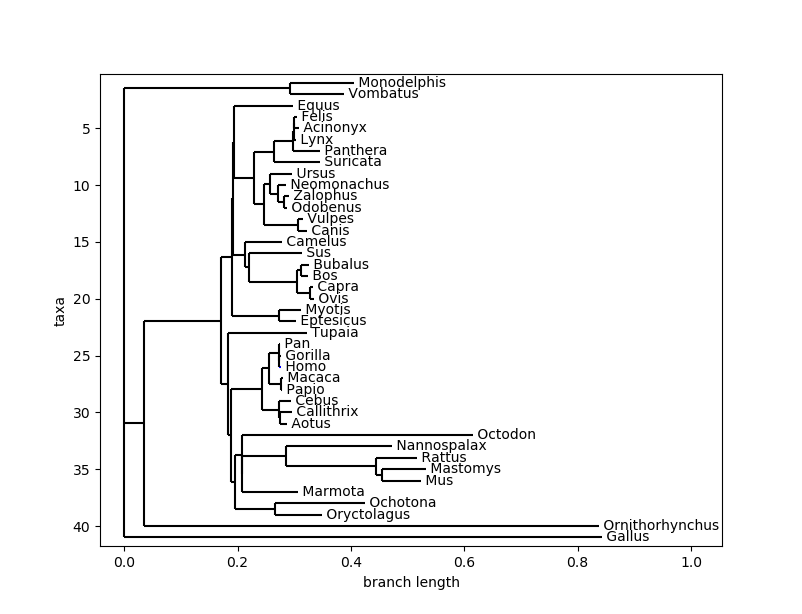 Monodelphis
Vombatus
Equus
Felis
5
Acinonyx
Lynx
Panthera
Suricata
Ursus
10
Neomonachus
Zalophus
Odobenus
Vulpes
Canis
15
Camelus
Sus
Bubalus
Bos
Capra
20
Ovis
Myotis
Eptesicus
Tupaia
Pan
25
Gorilla
Homo
Macaca
Papio
Cebus
30
Callithrix
Aotus
Octodon
Nannospalax
Rattus
35
Mastomys
Mus
Marmota
Ochotona
Oryctolagus
40
Ornithorhynchus
Gallus
taxa
0.0 0.2 0.4 0.6 0.8 1.0
branch length